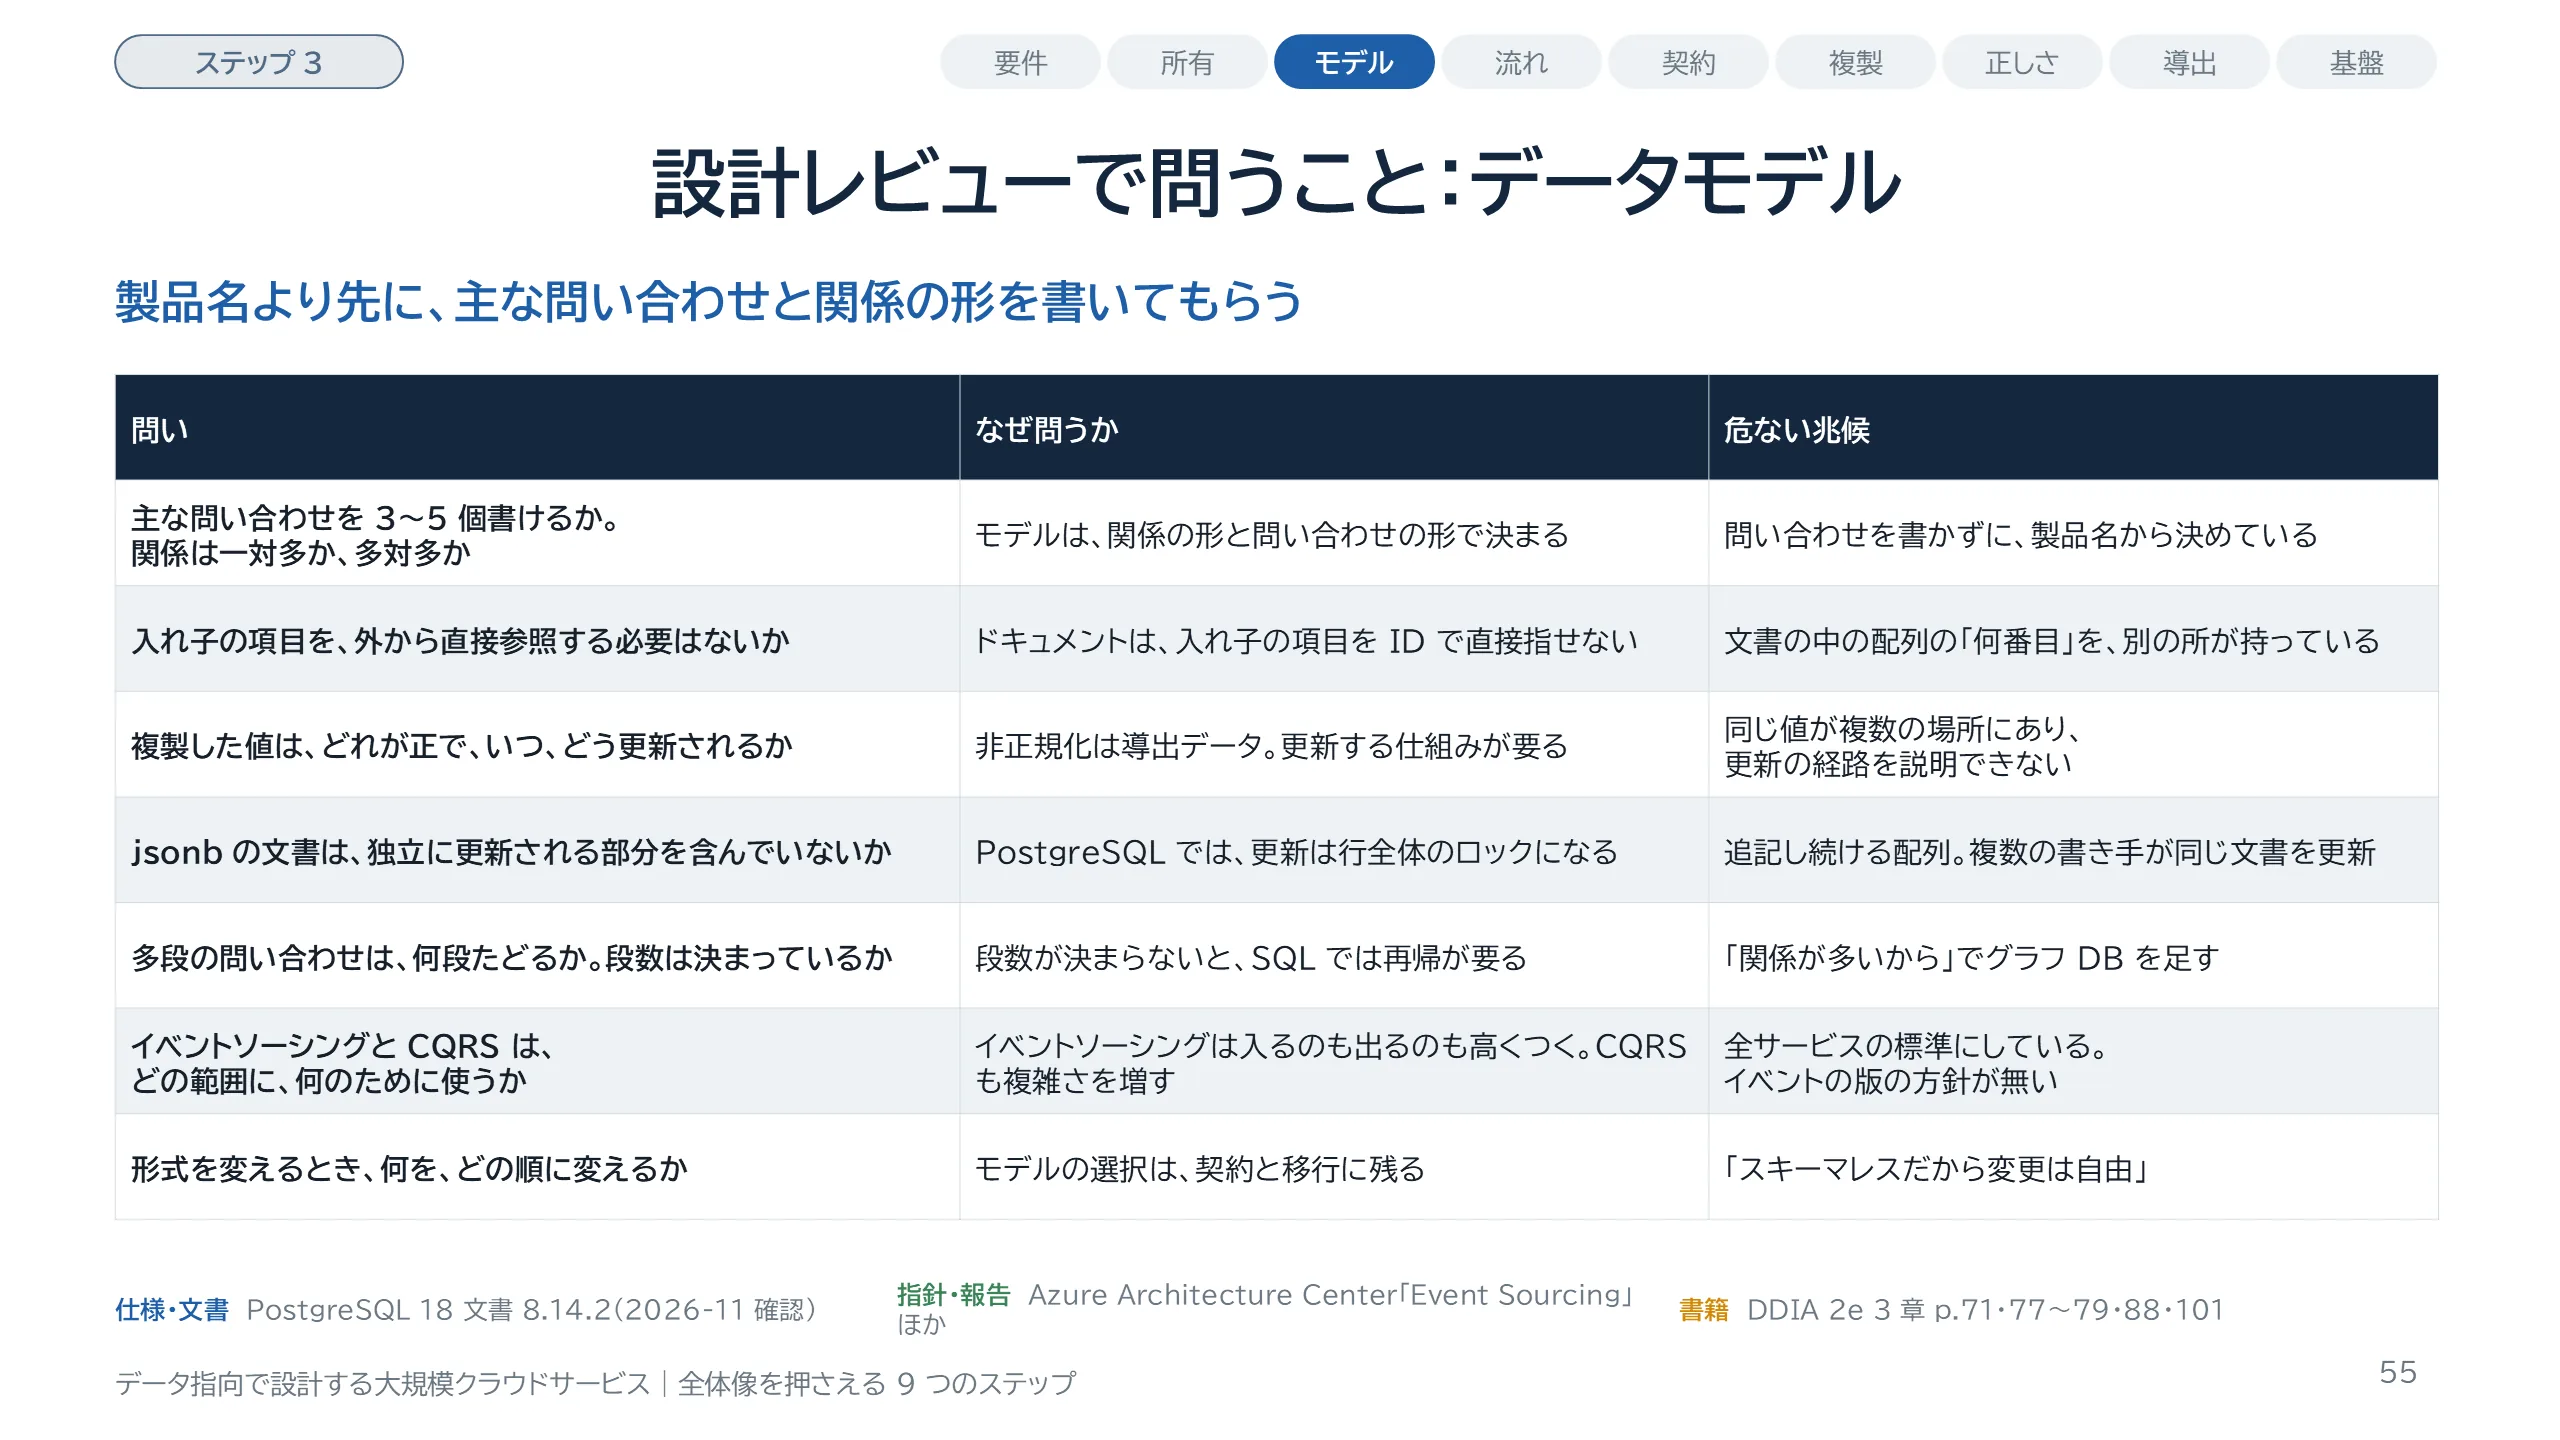 ステップ 3
要件
所有
モデル
流れ
契約
複製
正しさ
導出
基盤
設計レビューで問うこと：データモデル
製品名より先に、主な問い合わせと関係の形を書いてもらう
問い
なぜ問うか
危ない兆候
主な問い合わせを 3〜5 個書けるか。
関係は一対多か、多対多か
モデルは、関係の形と問い合わせの形で決まる
問い合わせを書かずに、製品名から決めている
入れ子の項目を、外から直接参照する必要はないか
ドキュメントは、入れ子の項目を ID で直接指せない
文書の中の配列の「何番目」を、別の所が持っている
複製した値は、どれが正で、いつ、どう更新されるか
非正規化は導出データ。更新する仕組みが要る
同じ値が複数の場所にあり、
更新の経路を説明できない
jsonb の文書は、独立に更新される部分を含んでいないか
PostgreSQL では、更新は行全体のロックになる
追記し続ける配列。複数の書き手が同じ文書を更新
多段の問い合わせは、何段たどるか。段数は決まっているか
段数が決まらないと、SQL では再帰が要る
「関係が多いから」でグラフ DB を足す
イベントソーシングと CQRS は、
どの範囲に、何のために使うか
イベントソーシングは入るのも出るのも高くつく。CQRS
も複雑さを増す
全サービスの標準にしている。
イベントの版の方針が無い
形式を変えるとき、何を、どの順に変えるか
モデルの選択は、契約と移行に残る
「スキーマレスだから変更は自由」
仕様・文書 PostgreSQL 18 文書 8.14.2（2026-11 確認）
指針・報告 Azure Architecture Center「Event Sourcing」
ほか
書籍 DDIA 2e 3 章 p.71・77〜79・88・101
データ指向で設計する大規模クラウドサービス｜全体像を押さえる 9 つのステップ
55